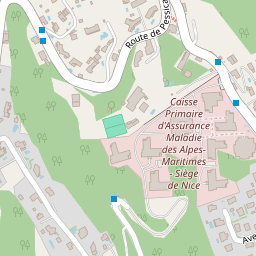 Route de Pessica
Caisse
Primaire
d'Assurance
Maladie
des Alpes-
Maritimes
- Siège
de Nice
Ave